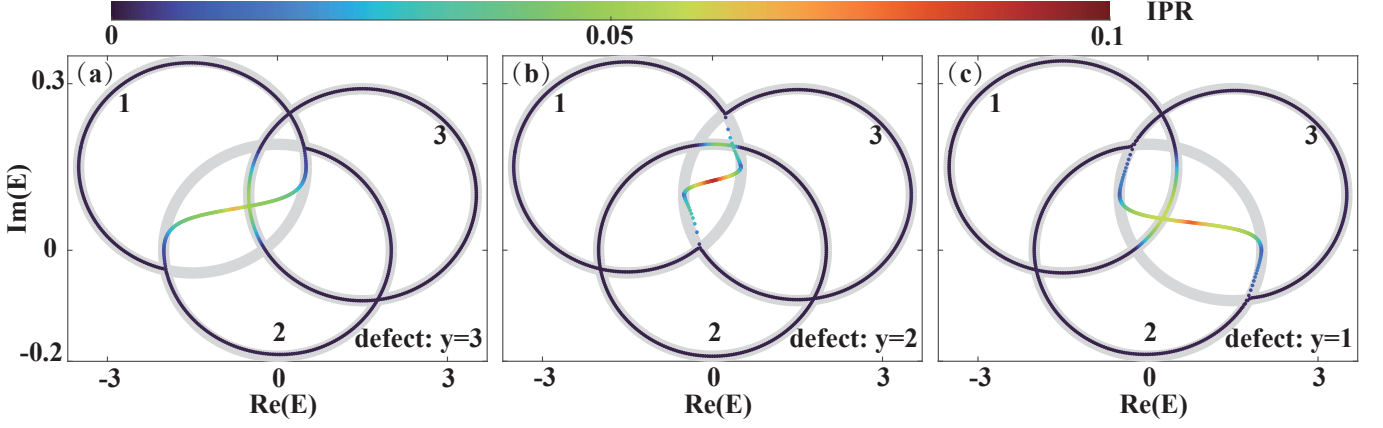 IPR
0 0.05 0.1
(a) (b) (c)
0.3
1 3 1 3 1 3
Im(E)
0
2 defect: y=3 2 defect: y=2 2 defect: y=1
-0.2
-3 0 3 -3 0 3 -3 0 3
Re(E) Re(E) Re(E)